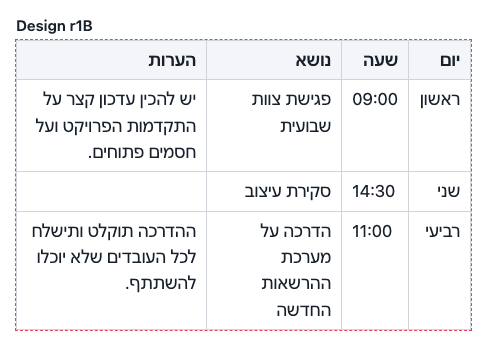 Design r1B
יום שעה נושא הערות
ראשון 09:00 פגישת צוות יש להכין עדכון קצר על
שבועית התקדמות הפרויקט ועל
חסמים פתוחים.
שני 14:30 סקירת עיצוב
רביעי 11:00 הדרכה על ההדרכה תוקלט ותישלח
מערכת לכל העובדים שלא יוכלו
ההרשאות להשתתף.
החדשה